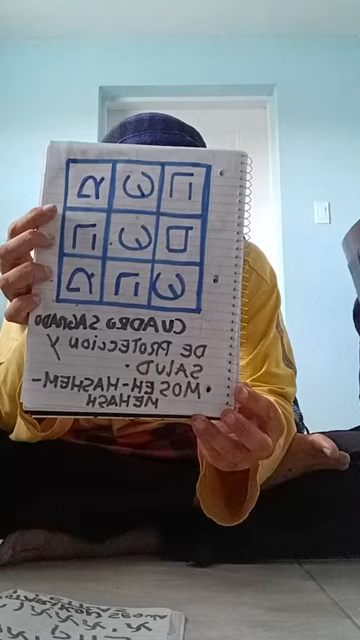 מ ש ה
ה ש ם
מ ה ש
CUADRO SAGRADO
DE PROTECCION Y
SALUD.
• MOSEH-HASHEM-
MEHASH